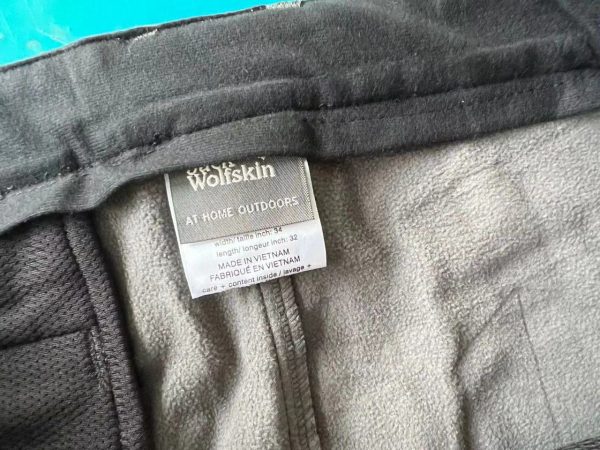 Wolfskin
AT HOME OUTDOORS
width/ taille inch: 34
length/ longeur inch: 32
MADE IN VIETNAM
FABRIQUÉ EN VIETNAM
care + content inside / lavage +